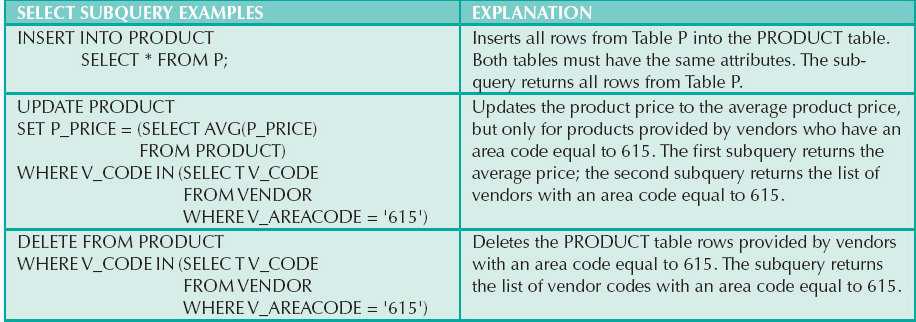 SELECT SUBQUERY EXAMPLES
EXPLANATION
INSERT INTO PRODUCT
SELECT * FROM P;
Inserts all rows from Table P into the PRODUCT table.
Both tables must have the same attributes. The sub-
query returns all rows from Table P.
UPDATE PRODUCT
SET P_PRICE = (SELECT AVG(P_PRICE)
FROM PRODUCT)
WHERE V_CODE IN (SELEC T V_CODE
FROM VENDOR
WHERE V_AREACODE = '615')
Updates the product price to the average product price,
but only for products provided by vendors who have an
area code equal to 615. The first subquery returns the
average price; the second subquery returns the list of
vendors with an area code equal to 615.
DELETE FROM PRODUCT
WHERE V_CODE IN (SELEC T V_CODE
FROM VENDOR
WHERE V_AREACODE = '615')
Deletes the PRODUCT table rows provided by vendors
with an area code equal to 615. The subquery returns
the list of vendor codes with an area code equal to 615.